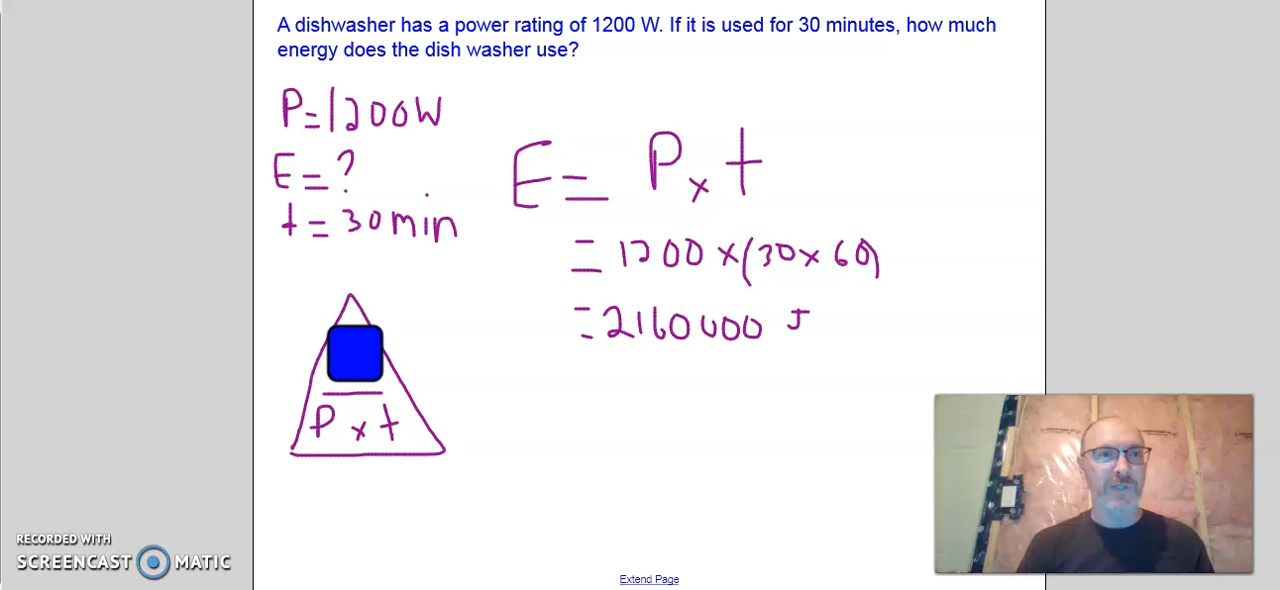 A dishwasher has a power rating of 1200 W. If it is used for 30 minutes, how much
energy does the dish washer use?
P=1200W
E=?
t=30min
E= P x t
= 1200 x (30 x 60)
= 2160000 J
P x t
RECORDED WITH
SCREENCAST MATIC
Extend Page